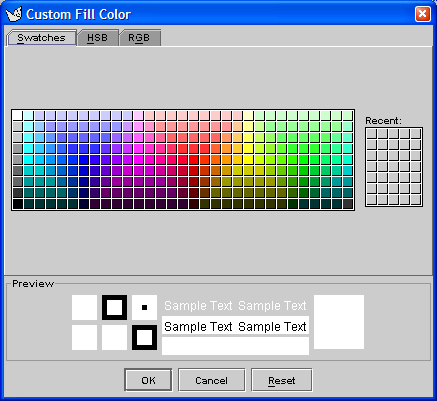 Custom Fill Color
Swatches HSB RGB
Recent:
Preview
Sample Text Sample Text
Sample Text Sample Text
OK Cancel Reset